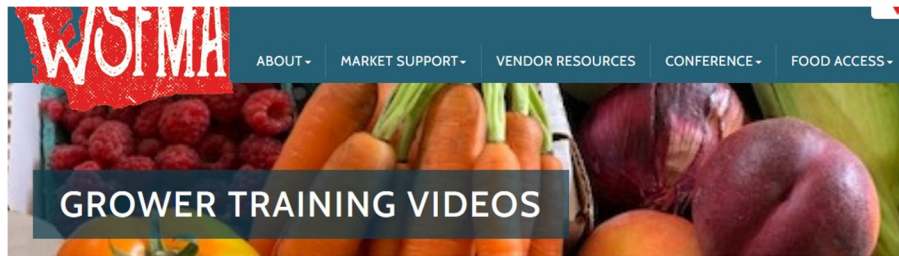 WSFMA
ABOUT
MARKET SUPPORT
VENDOR RESOURCES
CONFERENCE
FOOD ACCESS
GROWER TRAINING VIDEOS